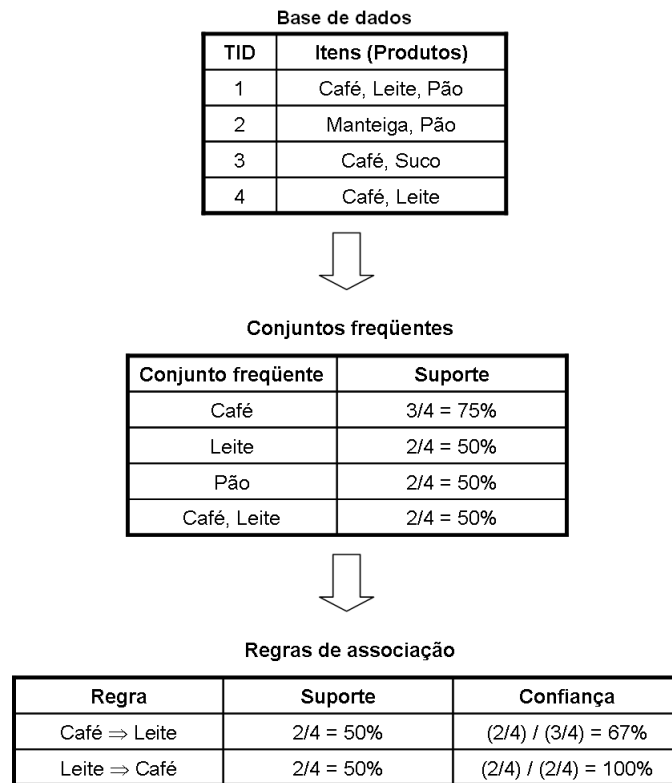 Base de dados
TID Itens (Produtos)
1 Café, Leite, Pão
2 Manteiga, Pão
3 Café, Suco
4 Café, Leite
Conjuntos freqüentes
Conjunto freqüente Suporte
Café 3/4 = 75%
Leite 2/4 = 50%
Pão 2/4 = 50%
Café, Leite 2/4 = 50%
Regras de associação
Regra Suporte Confiança
Café ⇒ Leite 2/4 = 50% (2/4) / (3/4) = 67%
Leite ⇒ Café 2/4 = 50% (2/4) / (2/4) = 100%